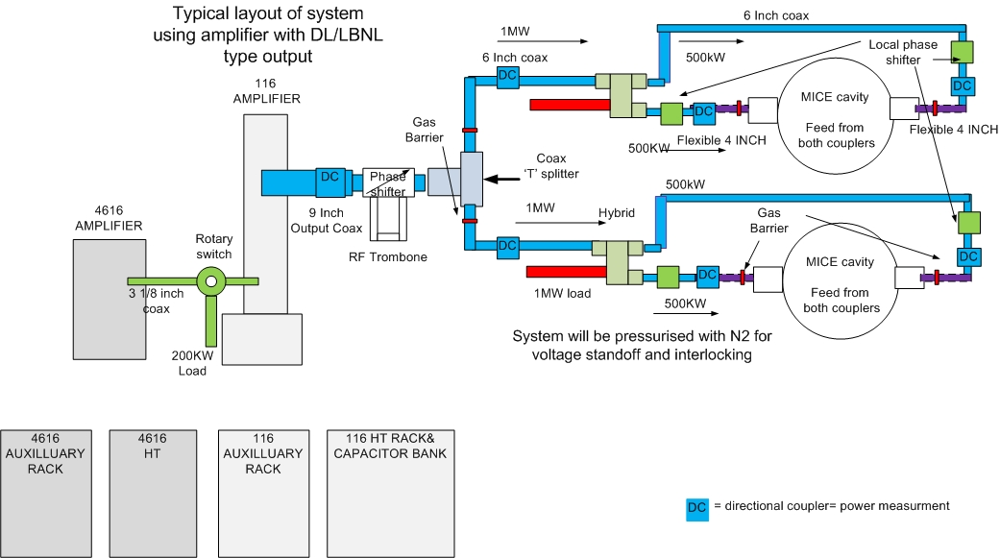 Typical layout of system
using amplifier with DL/LBNL
type output
6 Inch coax
1MW
500kW
Local phase
shifter
6 Inch coax
DC
DC
116
AMPLIFIER
MICE cavity
Feed from
both couplers
DC
Flexible 4 INCH
Flexible 4 INCH
500KW
Gas
Barrier
Coax
‘T’ splitter
DC
Phase
shifter
9 Inch
Output Coax
RF Trombone
500kW
1MW
Hybrid
Gas
Barrier
DC
DC
DC
MICE cavity
Feed from
both couplers
1MW load
500KW
4616
AMPLIFIER
Rotary
switch
3 1/8 inch
coax
200KW
Load
System will be pressurised with N2 for
voltage standoff and interlocking
4616
AUXILLUARY
RACK
4616
HT
116
AUXILLUARY
RACK
116 HT RACK&
CAPACITOR BANK
DC = directional coupler= power measurment